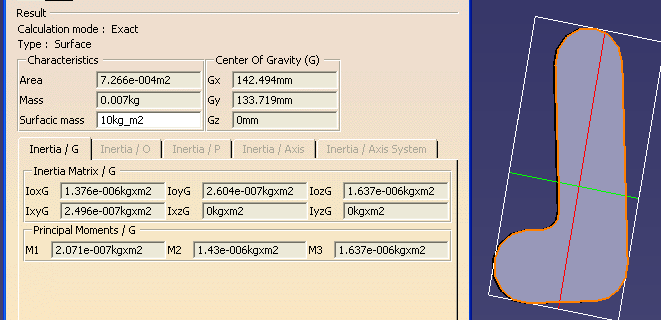 Result
Calculation mode : Exact
Type : Surface
Characteristics Center Of Gravity (G)
Area 7.266e-004m2 Gx 142.494mm
Mass 0.007kg Gy 133.719mm
Surfacic mass 10kg_m2 Gz 0mm
Inertia / G Inertia / O Inertia / P Inertia / Axis Inertia / Axis System
Inertia Matrix / G
IoxG 1.376e-006kgxm2 IoyG 2.604e-007kgxm2 IozG 1.637e-006kgxm2
IxyG 2.496e-007kgxm2 IxzG 0kgxm2 IyzG 0kgxm2
Principal Moments / G
M1 2.071e-007kgxm2 M2 1.43e-006kgxm2 M3 1.637e-006kgxm2